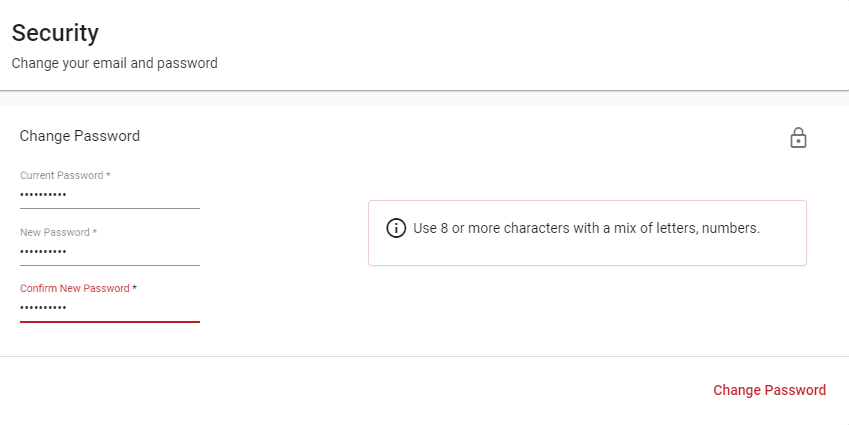 Security
Change your email and password
Change Password
Current Password *
••••••••••
New Password *
••••••••••
Confirm New Password *
••••••••••
Use 8 or more characters with a mix of letters, numbers.
Change Password